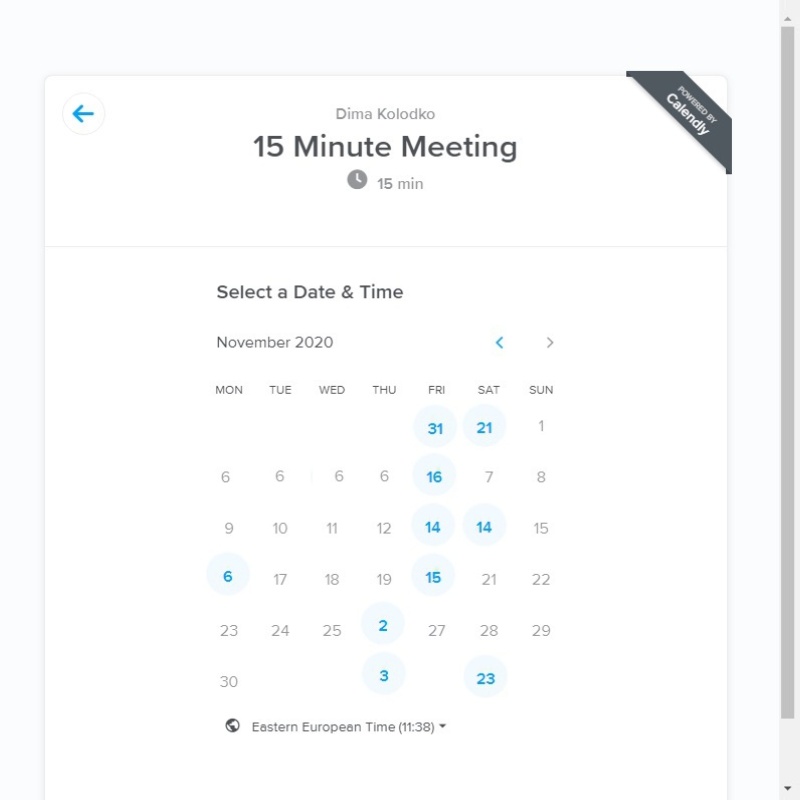 POWERED BY
Calendly
Dima Kolodko
15 Minute Meeting
15 min
Select a Date & Time
November 2020
MON TUE WED THU FRI SAT SUN
31 21 1
6 6 6 6 16 7 8
9 10 11 12 14 14 15
6 17 18 19 15 21 22
23 24 25 2 27 28 29
30 3 23
Eastern European Time (11:38)